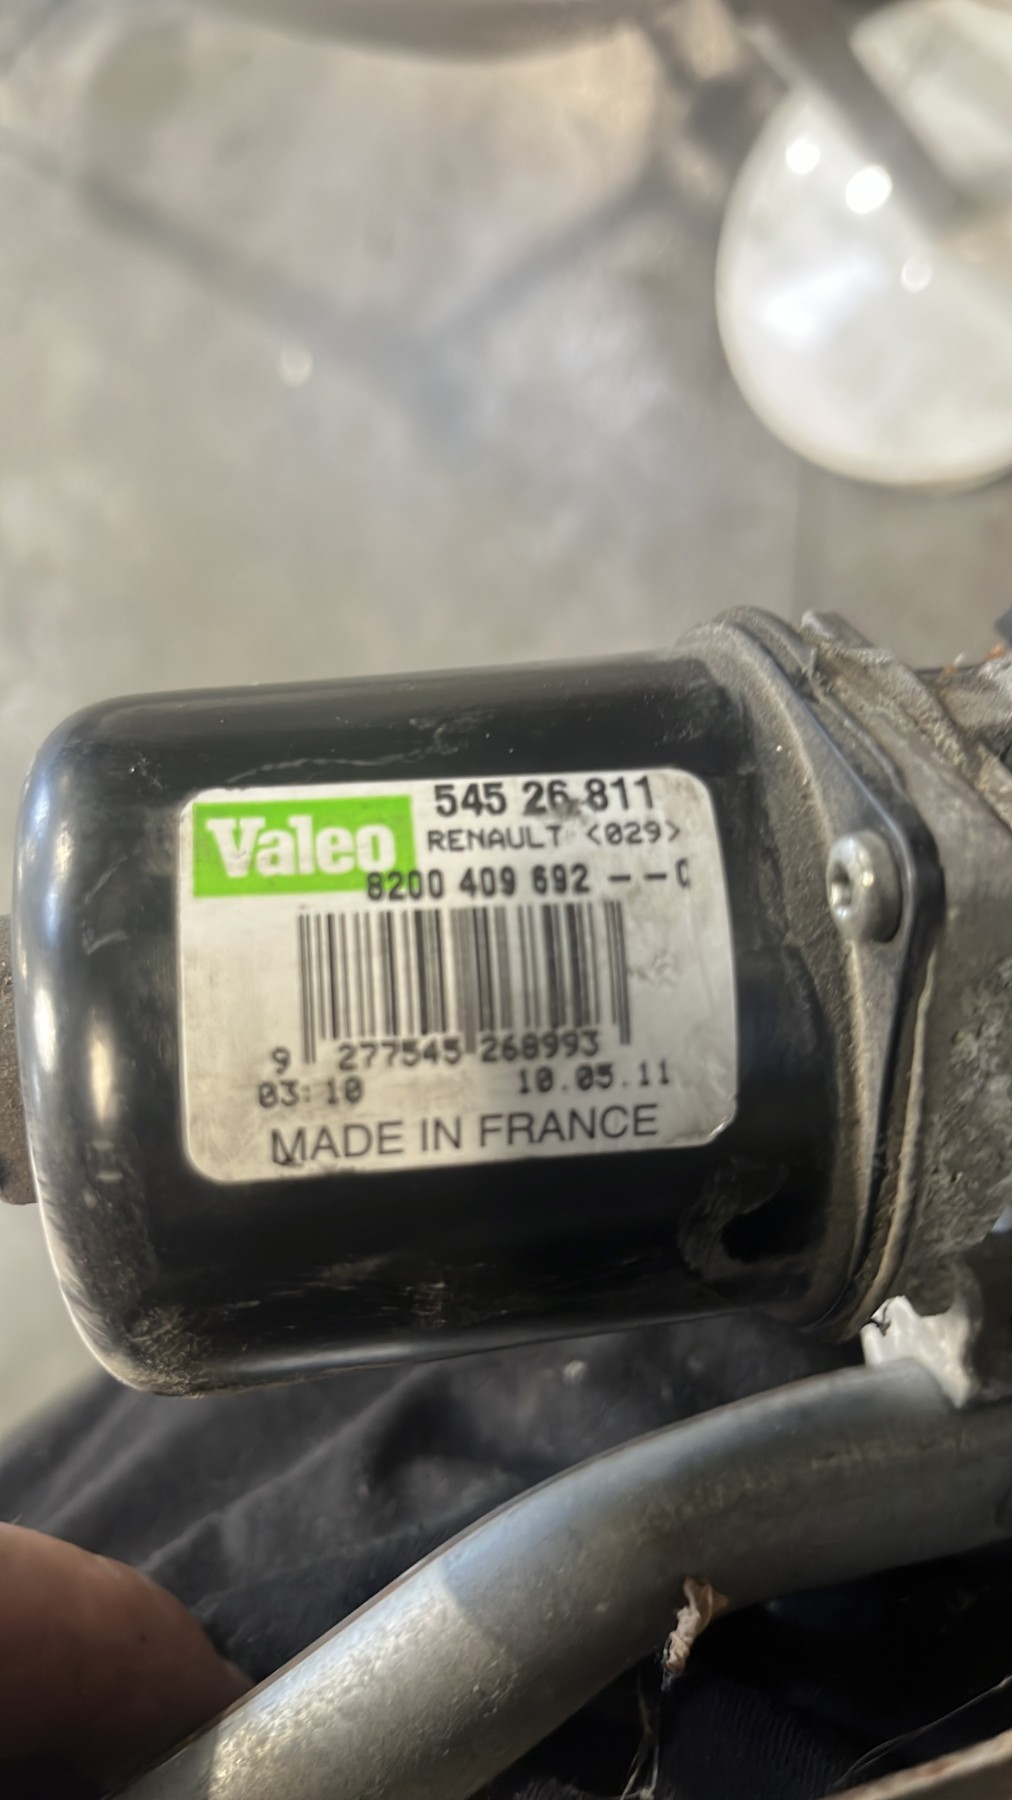 Valeo
545 26 811
RENAULT <029>
8200 409 692 --C
9 277545 268993
03:10 10.05.11
MADE IN FRANCE